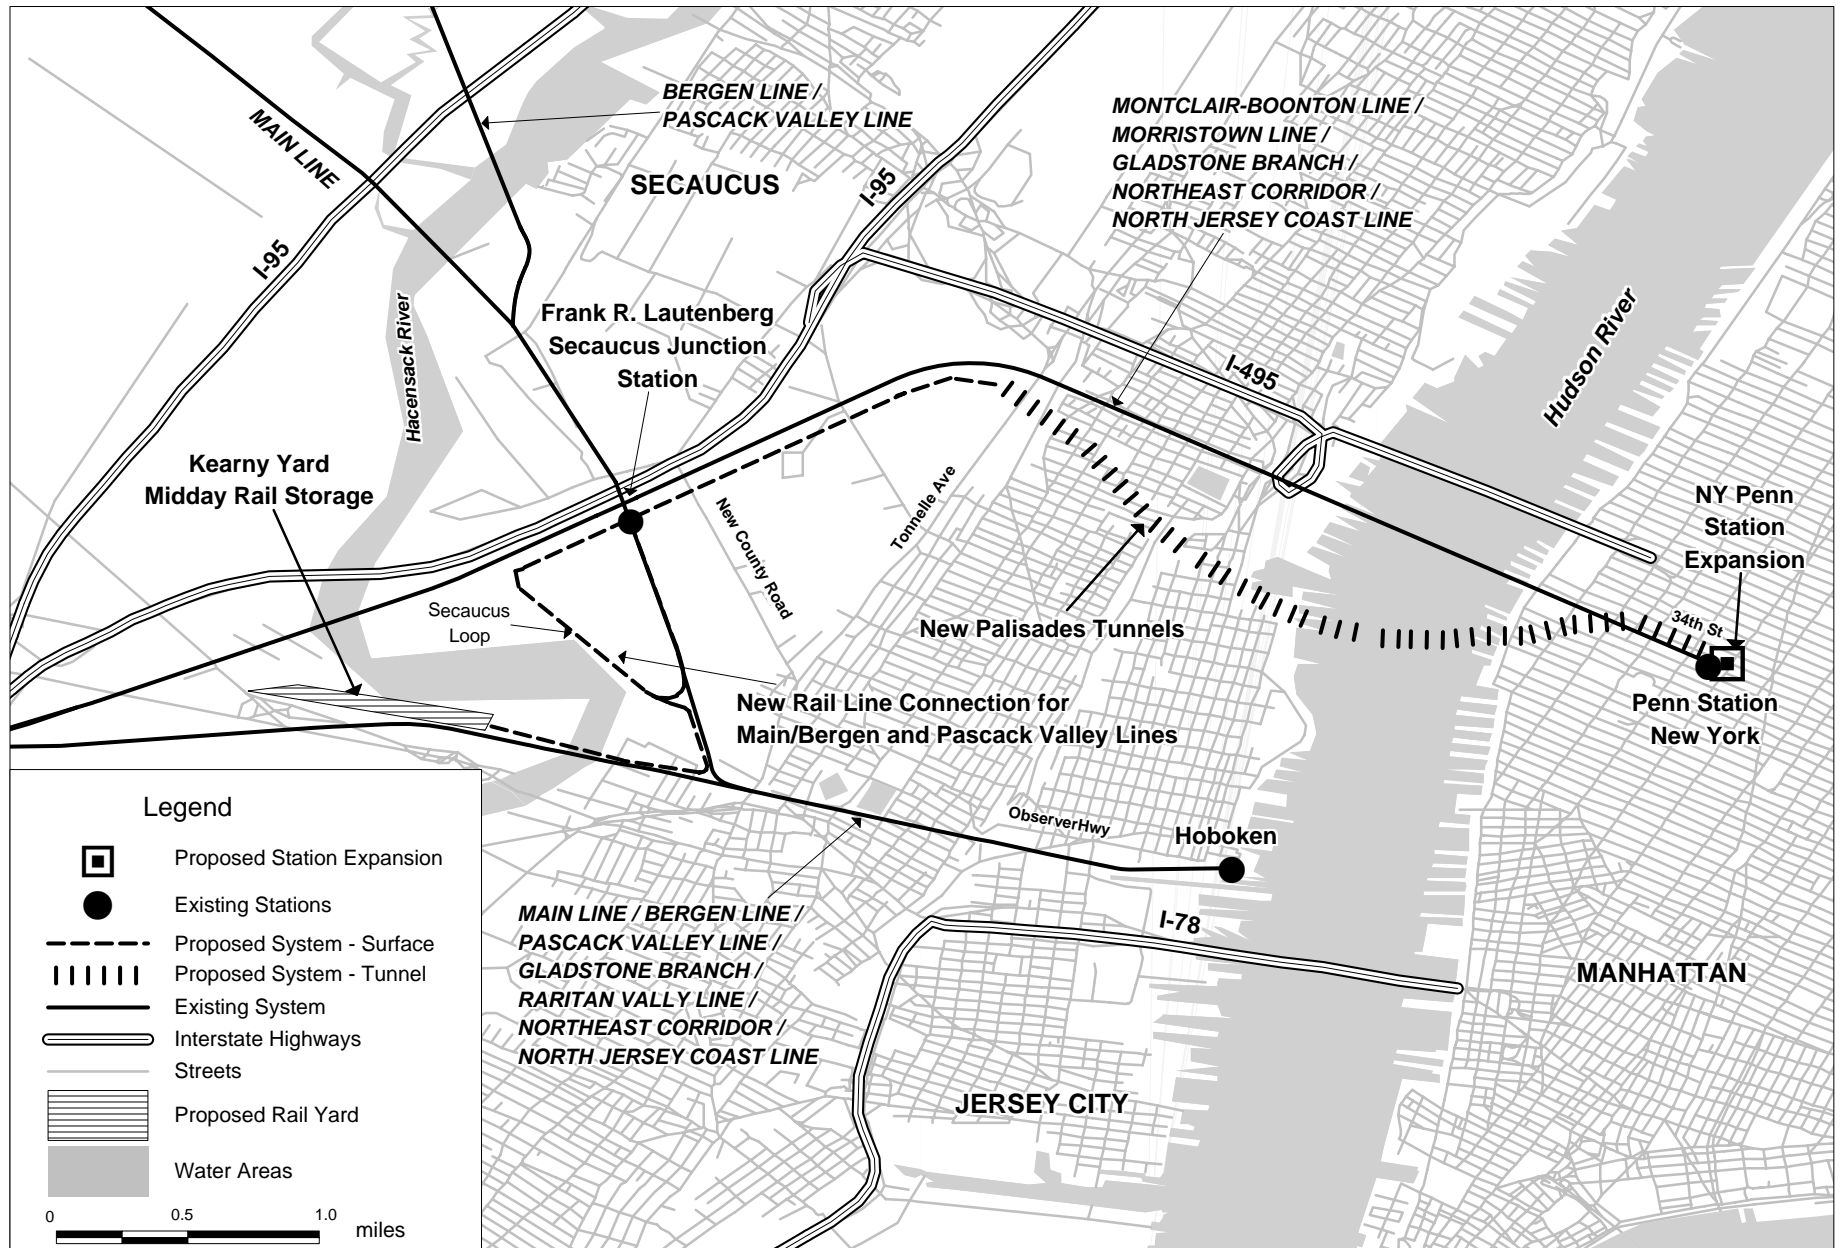 BERGEN LINE /
PASCACK VALLEY LINE
MONTCLAIR-BOONTON LINE /
MORRISTOWN LINE /
GLADSTONE BRANCH /
NORTHEAST CORRIDOR /
NORTH JERSEY COAST LINE
MAIN LINE
SECAUCUS
I-95
I-95
Hacensack River
Frank R. Lautenberg
Secaucus Junction
Station
I-495
Hudson River
Kearny Yard
Midday Rail Storage
New County Road
Tonnelle Ave
NY Penn
Station
Expansion
Secaucus
Loop
New Palisades Tunnels
34th St
New Rail Line Connection for
Main/Bergen and Pascack Valley Lines
Penn Station
New York
ObserverHwy
Hoboken
MAIN LINE / BERGEN LINE /
PASCACK VALLEY LINE /
GLADSTONE BRANCH /
RARITAN VALLY LINE /
NORTHEAST CORRIDOR /
NORTH JERSEY COAST LINE
I-78
MANHATTAN
JERSEY CITY
Legend
Proposed Station Expansion
Existing Stations
Proposed System - Surface
Proposed System - Tunnel
Existing System
Interstate Highways
Streets
Proposed Rail Yard
Water Areas
0 0.5 1.0
miles